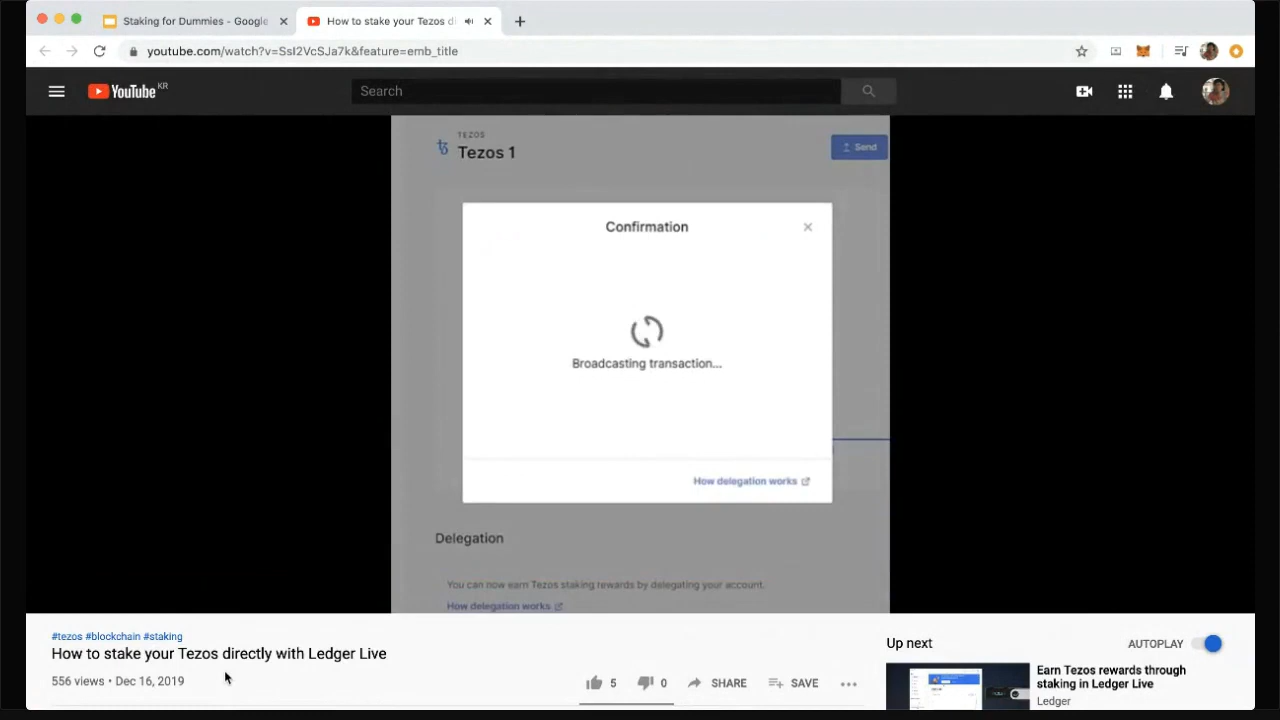 Staking for Dummies - Google
How to stake your Tezos di
youtube.com/watch?v=SsI2VcSJa7k&feature=emb_title
YouTube KR
Search
TEZOS
Tezos 1
Send
Confirmation
Broadcasting transaction...
How delegation works
Delegation
You can now earn Tezos staking rewards by delegating your account.
How delegation works
#tezos #blockchain #staking
How to stake your Tezos directly with Ledger Live
556 views • Dec 16, 2019
5
0
SHARE
SAVE
Up next
AUTOPLAY
Earn Tezos rewards through
staking in Ledger Live
Ledger